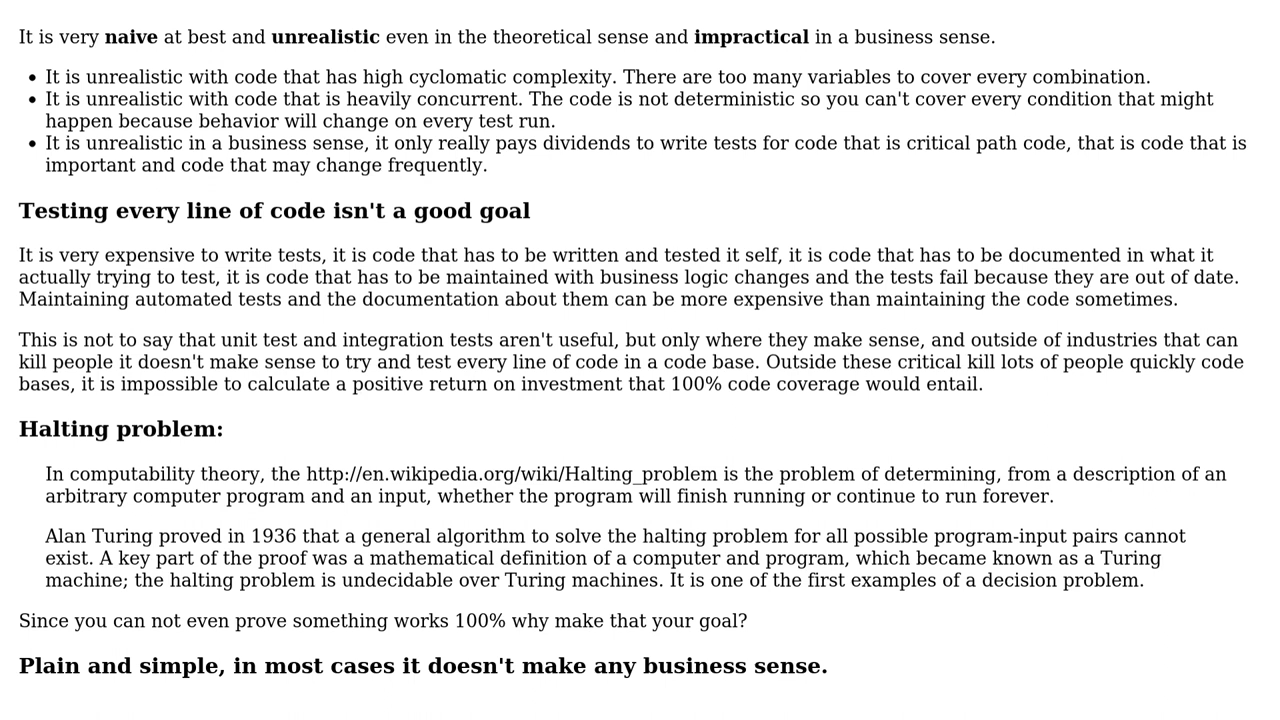 It is very naive at best and unrealistic even in the theoretical sense and impractical in a business sense.
• It is unrealistic with code that has high cyclomatic complexity. There are too many variables to cover every combination.
• It is unrealistic with code that is heavily concurrent. The code is not deterministic so you can't cover every condition that might
happen because behavior will change on every test run.
• It is unrealistic in a business sense, it only really pays dividends to write tests for code that is critical path code, that is code that is
important and code that may change frequently.
Testing every line of code isn't a good goal
It is very expensive to write tests, it is code that has to be written and tested it self, it is code that has to be documented in what it
actually trying to test, it is code that has to be maintained with business logic changes and the tests fail because they are out of date.
Maintaining automated tests and the documentation about them can be more expensive than maintaining the code sometimes.
This is not to say that unit test and integration tests aren't useful, but only where they make sense, and outside of industries that can
kill people it doesn't make sense to try and test every line of code in a code base. Outside these critical kill lots of people quickly code
bases, it is impossible to calculate a positive return on investment that 100% code coverage would entail.
Halting problem:
In computability theory, the http://en.wikipedia.org/wiki/Halting_problem is the problem of determining, from a description of an
arbitrary computer program and an input, whether the program will finish running or continue to run forever.
Alan Turing proved in 1936 that a general algorithm to solve the halting problem for all possible program-input pairs cannot
exist. A key part of the proof was a mathematical definition of a computer and program, which became known as a Turing
machine; the halting problem is undecidable over Turing machines. It is one of the first examples of a decision problem.
Since you can not even prove something works 100% why make that your goal?
Plain and simple, in most cases it doesn't make any business sense.